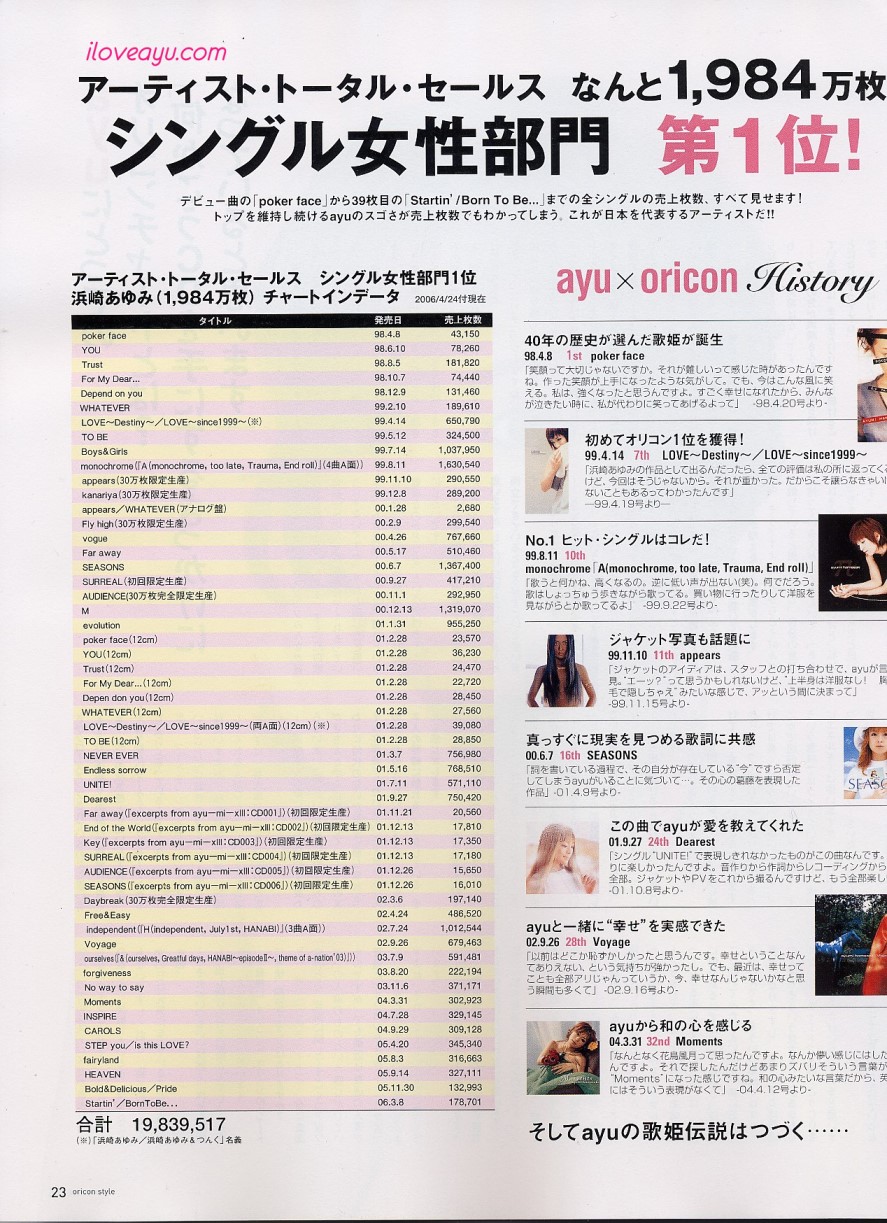 iloveayu.com
アーティスト・トータル・セールス なんと1,984万枚
シングル女性部門 第1位!
デビュー曲の「poker face」から39枚目の「Startin'/Born To Be...」までの全シングルの売上枚数、すべて見せます!
トップを維持し続けるayuのスゴさが売上枚数でもわかってしまう。これが日本を代表するアーティストだ!!
アーティスト・トータル・セールス シングル女性部門1位
浜崎あゆみ(1,984万枚) チャートインデータ 2006/4/24付現在
タイトル 発売日 売上枚数
poker face 98.4.8 43,150
YOU 98.6.10 78,260
Trust 98.8.5 181,820
For My Dear... 98.10.7 74,440
Depend on you 98.12.9 131,460
WHATEVER 99.2.10 189,610
LOVE〜Destiny〜/LOVE〜since1999〜(※) 99.4.14 650,790
TO BE 99.5.12 324,500
Boys&Girls 99.7.14 1,037,950
monochrome(「A(monochrome, too late, Trauma, End roll)」(4曲A面)) 99.8.11 1,630,540
appears(30万枚限定生産) 99.11.10 290,550
kanariya(30万枚限定生産) 99.12.8 289,200
appears/WHATEVER(アナログ盤) 00.1.28 2,680
Fly high(30万枚限定生産) 00.2.9 299,540
vogue 00.4.26 767,660
Far away 00.5.17 510,460
SEASONS 00.6.7 1,367,400
SURREAL(初回限定生産) 00.9.27 417,210
AUDIENCE(30万枚完全限定生産) 00.11.1 292,950
M 00.12.13 1,319,070
evolution 01.1.31 955,250
poker face(12cm) 01.2.28 23,570
YOU(12cm) 01.2.28 36,230
Trust(12cm) 01.2.28 24,470
For My Dear...(12cm) 01.2.28 22,720
Depen don you(12cm) 01.2.28 28,450
WHATEVER(12cm) 01.2.28 27,560
LOVE〜Destiny〜/LOVE〜since1999〜(両A面)(12cm)(※) 01.2.28 39,080
TO BE(12cm) 01.2.28 28,850
NEVER EVER 01.3.7 756,980
Endless sorrow 01.5.16 768,510
UNITE! 01.7.11 571,110
Dearest 01.9.27 750,420
Far away(「excerpts from ayu-mi-xIII:CD001」)(初回限定生産) 01.11.21 20,560
End of the World(「excerpts from ayu-mi-xIII:CD002」)(初回限定生産) 01.12.13 17,810
Key(「excerpts from ayu-mi-xIII:CD003」)(初回限定生産) 01.12.13 17,350
SURREAL(「excerpts from ayu-mi-xIII:CD004」)(初回限定生産) 01.12.13 17,180
AUDIENCE(「excerpts from ayu-mi-xIII:CD005」)(初回限定生産) 01.12.26 15,650
SEASONS(「excerpts from ayu-mi-xIII:CD006」)(初回限定生産) 01.12.26 16,010
Daybreak(30万枚完全限定生産) 02.3.6 197,140
Free&Easy 02.4.24 486,520
independent(「H(independent, July1st, HANABI)」(3曲A面)) 02.7.24 1,012,544
Voyage 02.9.26 679,463
ourselves(「&(ourselves, Greatful days, HANABI〜episodeII〜, theme of a-nation'03)」) 03.7.9 591,481
forgiveness 03.8.20 222,194
No way to say 03.11.6 371,171
Moments 04.3.31 302,923
INSPIRE 04.7.28 329,145
CAROLS 04.9.29 309,128
STEP you/is this LOVE? 05.4.20 345,340
fairyland 05.8.3 316,663
HEAVEN 05.9.14 327,111
Bold&Delicious/Pride 05.11.30 132,993
Startin'/BornToBe... 06.3.8 178,701
合計 19,839,517
(※)「浜崎あゆみ/浜崎あゆみ&つんく」名義
ayu×oricon History
40年の歴史が選んだ歌姫が誕生
98.4.8 1st poker face
「笑顔って大切じゃないですか。それが難しいって感じた時があったんです
ね。作った笑顔が上手になったような気がして。でも、今はこんな風に笑
える。私は、強くなったと思うんですよ。すごく幸せになれたから、みんな
が泣きたい時に、私が代わりに笑ってあげるよって」 -98.4.20号より-
初めてオリコン1位を獲得!
99.4.14 7th LOVE〜Destiny〜/LOVE〜since1999〜
「浜崎あゆみの作品として出るんだったら、全ての評価は私の所に返ってくる
けど、今回はそうじゃないから。それが重かった。だからこそ譲らなきゃいけ
ないこともあるってわかったんです」
—99.4.19号より—
No.1 ヒット・シングルはコレだ!
99.8.11 10th
monochrome「A(monochrome, too late, Trauma, End roll)」
「歌うと何かね、高くなるの。逆に低い声が出ない(笑)。何でだろう。
歌はしょっちゅう歩きながら歌ってる。買い物に行ったりして洋服を
見ながらとか歌ってるよ」 -99.9.22号より-
ジャケット写真も話題に
99.11.10 11th appears
「ジャケットのアイディアは、スタッフとの打ち合わせで、ayuが言
見。"エーッ?"って思うかもしれないけど、"上半身は洋服なし! 胸
毛で隠しちゃえ"みたいな感じで、アッという間に決まって」
-99.11.15号より-
真っすぐに現実を見つめる歌詞に共感
00.6.7 16th SEASONS
「詞を書いている過程で、その自分が存在している"今"ですら否定
してしまうayuがいることに気づいて…。その心の葛藤を表現した
作品」 -01.4.9号より-
SEASO
この曲でayuが愛を教えてくれた
01.9.27 24th Dearest
「シングル"UNITE!"で表現しきれなかったものがこの曲なんです。
りに楽しかったんですよ。音作りから作詞からレコーディングから
全部。ジャケットやPVをこれから撮るんですけど、もう全部楽し
-01.10.8号より-
ayuと一緒に"幸せ"を実感できた
02.9.26 28th Voyage
「以前はどこか恥ずかしかったと思うんです。幸せということなん
てありえない、という気持ちが強かったし。でも、最近は、幸せって
ことも全部アリじゃんっていうか、今、幸せなんじゃないかなと思
う瞬間も多くて」 -02.9.16号より-
ayuから和の心を感じる
04.3.31 32nd Moments
「なんとなく花鳥風月って思ったんですよ。なんか儚い感じにはした
んですよ。それで探したんだけどあまりズバリそういう言葉が
"Moments"になった感じですね。和の心みたいな言葉だから、英
にはそういう表現がなくて」 -04.4.12号より-
Moments
そしてayuの歌姫伝説はつづく……
23 oricon style